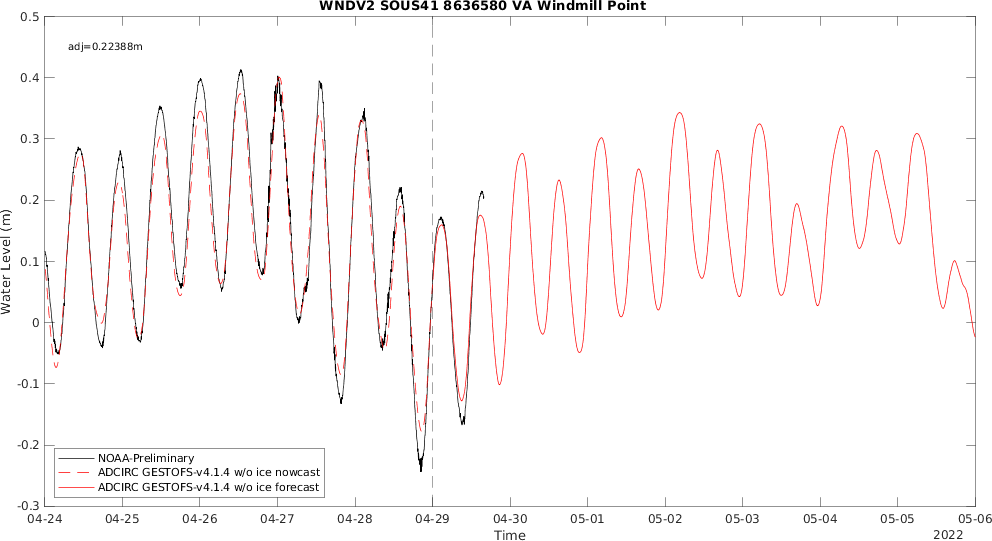 WNDV2 SOUS41 8636580 VA Windmill Point
adj=0.22388m
Water Level (m)
0.5
0.4
0.3
0.2
0.1
0
-0.1
-0.2
-0.3
NOAA-Preliminary
ADCIRC GESTOFS-v4.1.4 w/o ice nowcast
ADCIRC GESTOFS-v4.1.4 w/o ice forecast
04-24 04-25 04-26 04-27 04-28 04-29 04-30 05-01 05-02 05-03 05-04 05-05 05-06
Time
2022